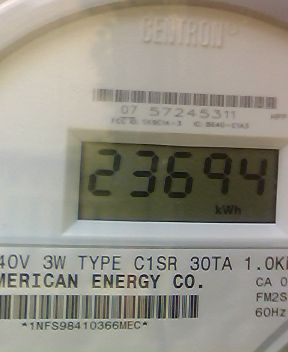 CENTRON
07 57245311
23694
kWh
40V 3W TYPE C1SR 30TA 1.0K
MERICAN ENERGY CO.
CA 0
FM2S
60Hz
*1NFS98410366MEC*